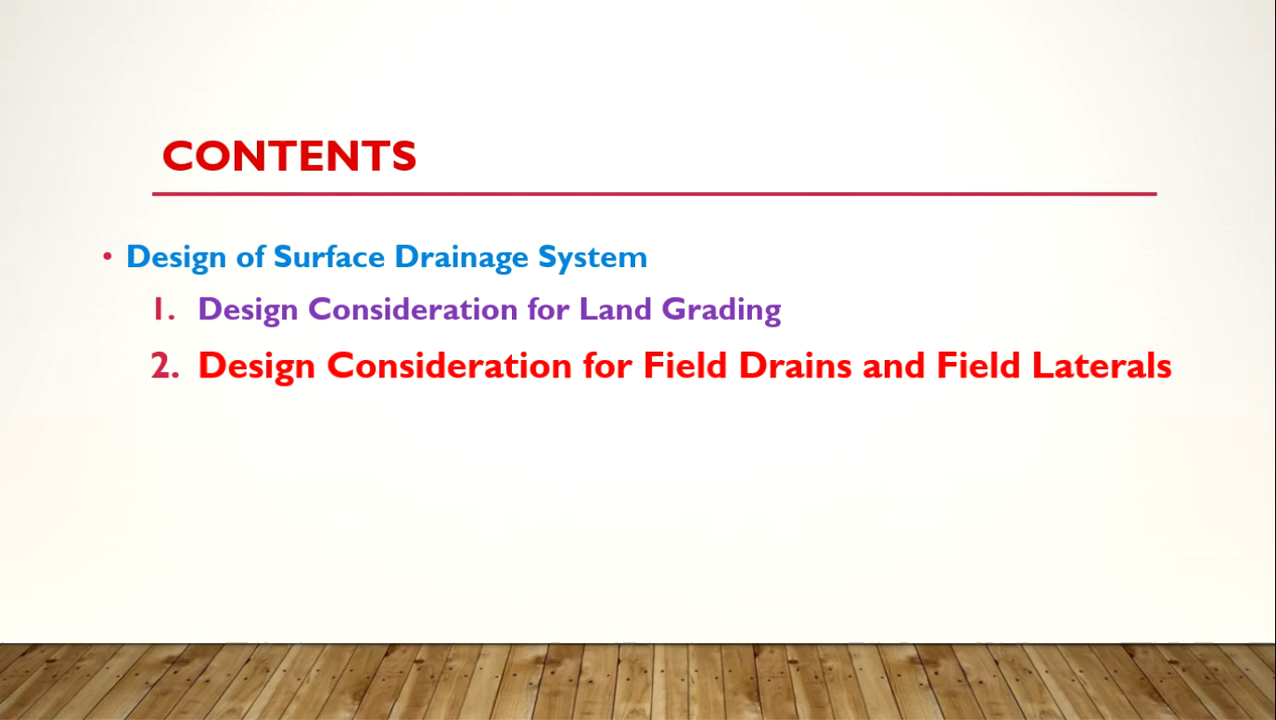 CONTENTS
• Design of Surface Drainage System
1. Design Consideration for Land Grading
2. Design Consideration for Field Drains and Field Laterals